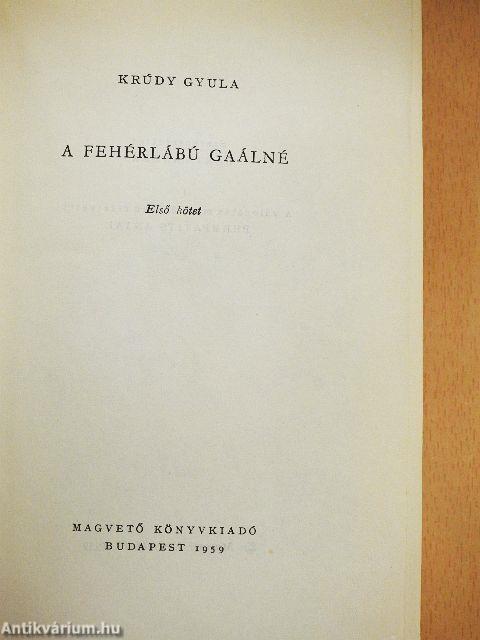 KRÚDY GYULA
A FEHÉRLÁBÚ GAÁLNÉ
Első kötet
MAGVETŐ KÖNYVKIADÓ
BUDAPEST 1959
Antikvárium.hu